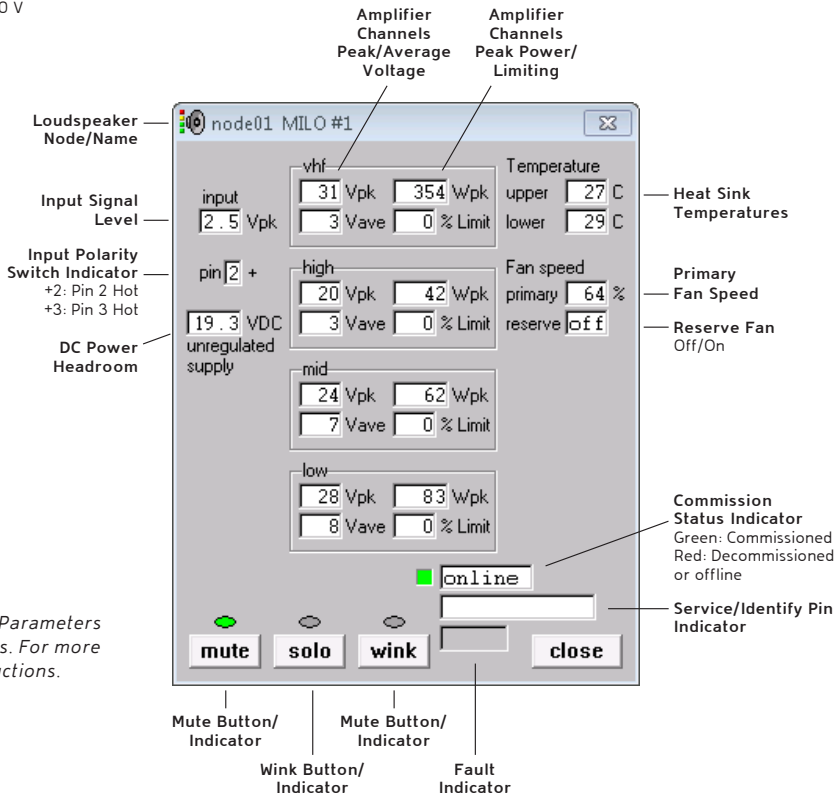 0 V
Amplifier
Channels
Peak/Average
Voltage
Amplifier
Channels
Peak Power/
Limiting
Loudspeaker
Node/Name
node01 MILO #1
Input Signal
Level
input
2.5 Vpk
vhf
31 Vpk 354 Wpk
3 Vave 0 % Limit
Temperature
upper 27 C
lower 29 C
Heat Sink
Temperatures
Input Polarity
Switch Indicator
+2: Pin 2 Hot
+3: Pin 3 Hot
pin 2 +
high
20 Vpk 42 Wpk
3 Vave 0 % Limit
Fan speed
primary 64 %
reserve off
Primary
Fan Speed
Reserve Fan
Off/On
DC Power
Headroom
19.3 VDC
unregulated
supply
mid
24 Vpk 62 Wpk
7 Vave 0 % Limit
low
28 Vpk 83 Wpk
8 Vave 0 % Limit
Commission
Status Indicator
Green: Commissioned
Red: Decommissioned
or offline
online
Service/Identify Pin
Indicator
Parameters
s. For more
ctions.
mute solo wink close
Mute Button/
Indicator
Mute Button/
Indicator
Wink Button/
Indicator
Fault
Indicator